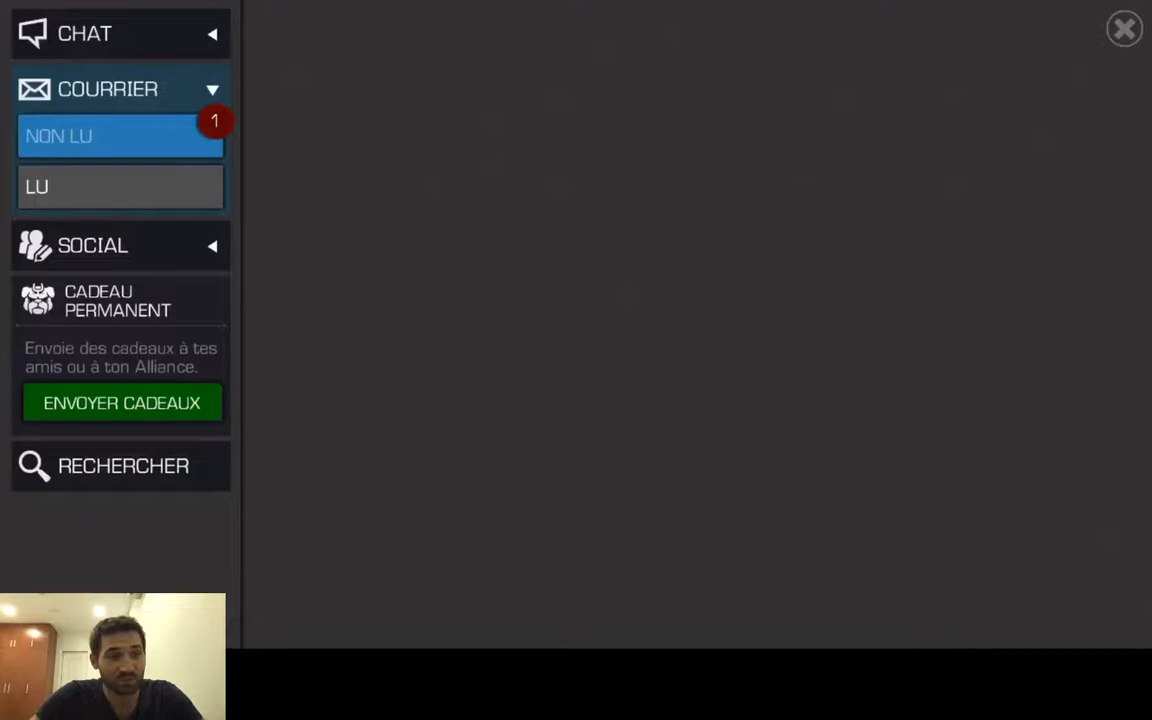 CHAT
COURRIER
1
NON LU
LU
SOCIAL
CADEAU
PERMANENT
Envoie des cadeaux à tes
amis ou à ton Alliance.
ENVOYER CADEAUX
RECHERCHER